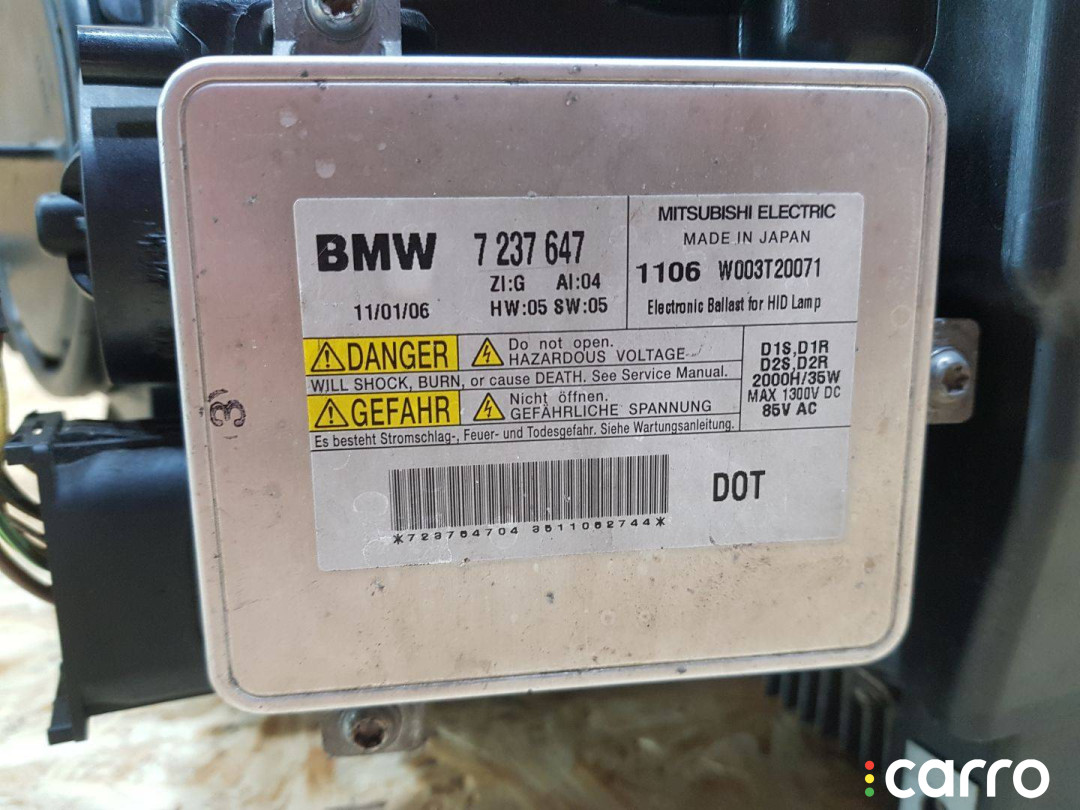 BMW 7 237 647
ZI:G AI:04
11/01/06 HW:05 SW:05
MITSUBISHI ELECTRIC
MADE IN JAPAN
1106 W003T20071
Electronic Ballast for HID Lamp
DANGER Do not open.
HAZARDOUS VOLTAGE
WILL SHOCK, BURN, or cause DEATH. See Service Manual.
GEFAHR Nicht öffnen.
GEFÄHRLICHE SPANNUNG
Es besteht Stromschlag-, Feuer- und Todesgefahr. Siehe Wartungsanleitung.
D1S,D1R
D2S,D2R
2000H/35W
MAX 1300V DC
85V AC
*723764704 3511062744*
DOT
3
carro